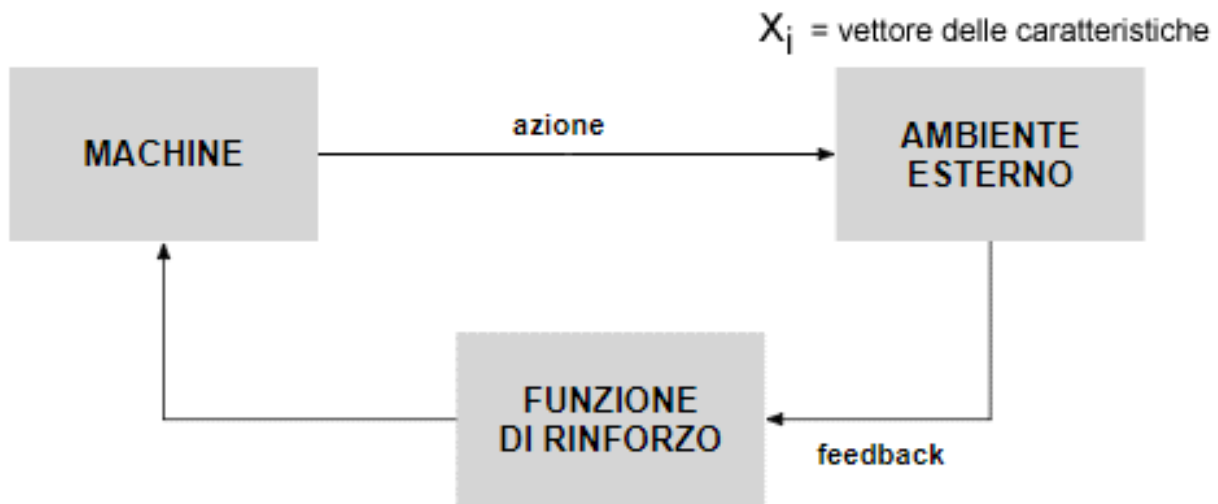 Xi = vettore delle caratteristiche
MACHINE
azione
AMBIENTE
ESTERNO
FUNZIONE
DI RINFORZO
feedback